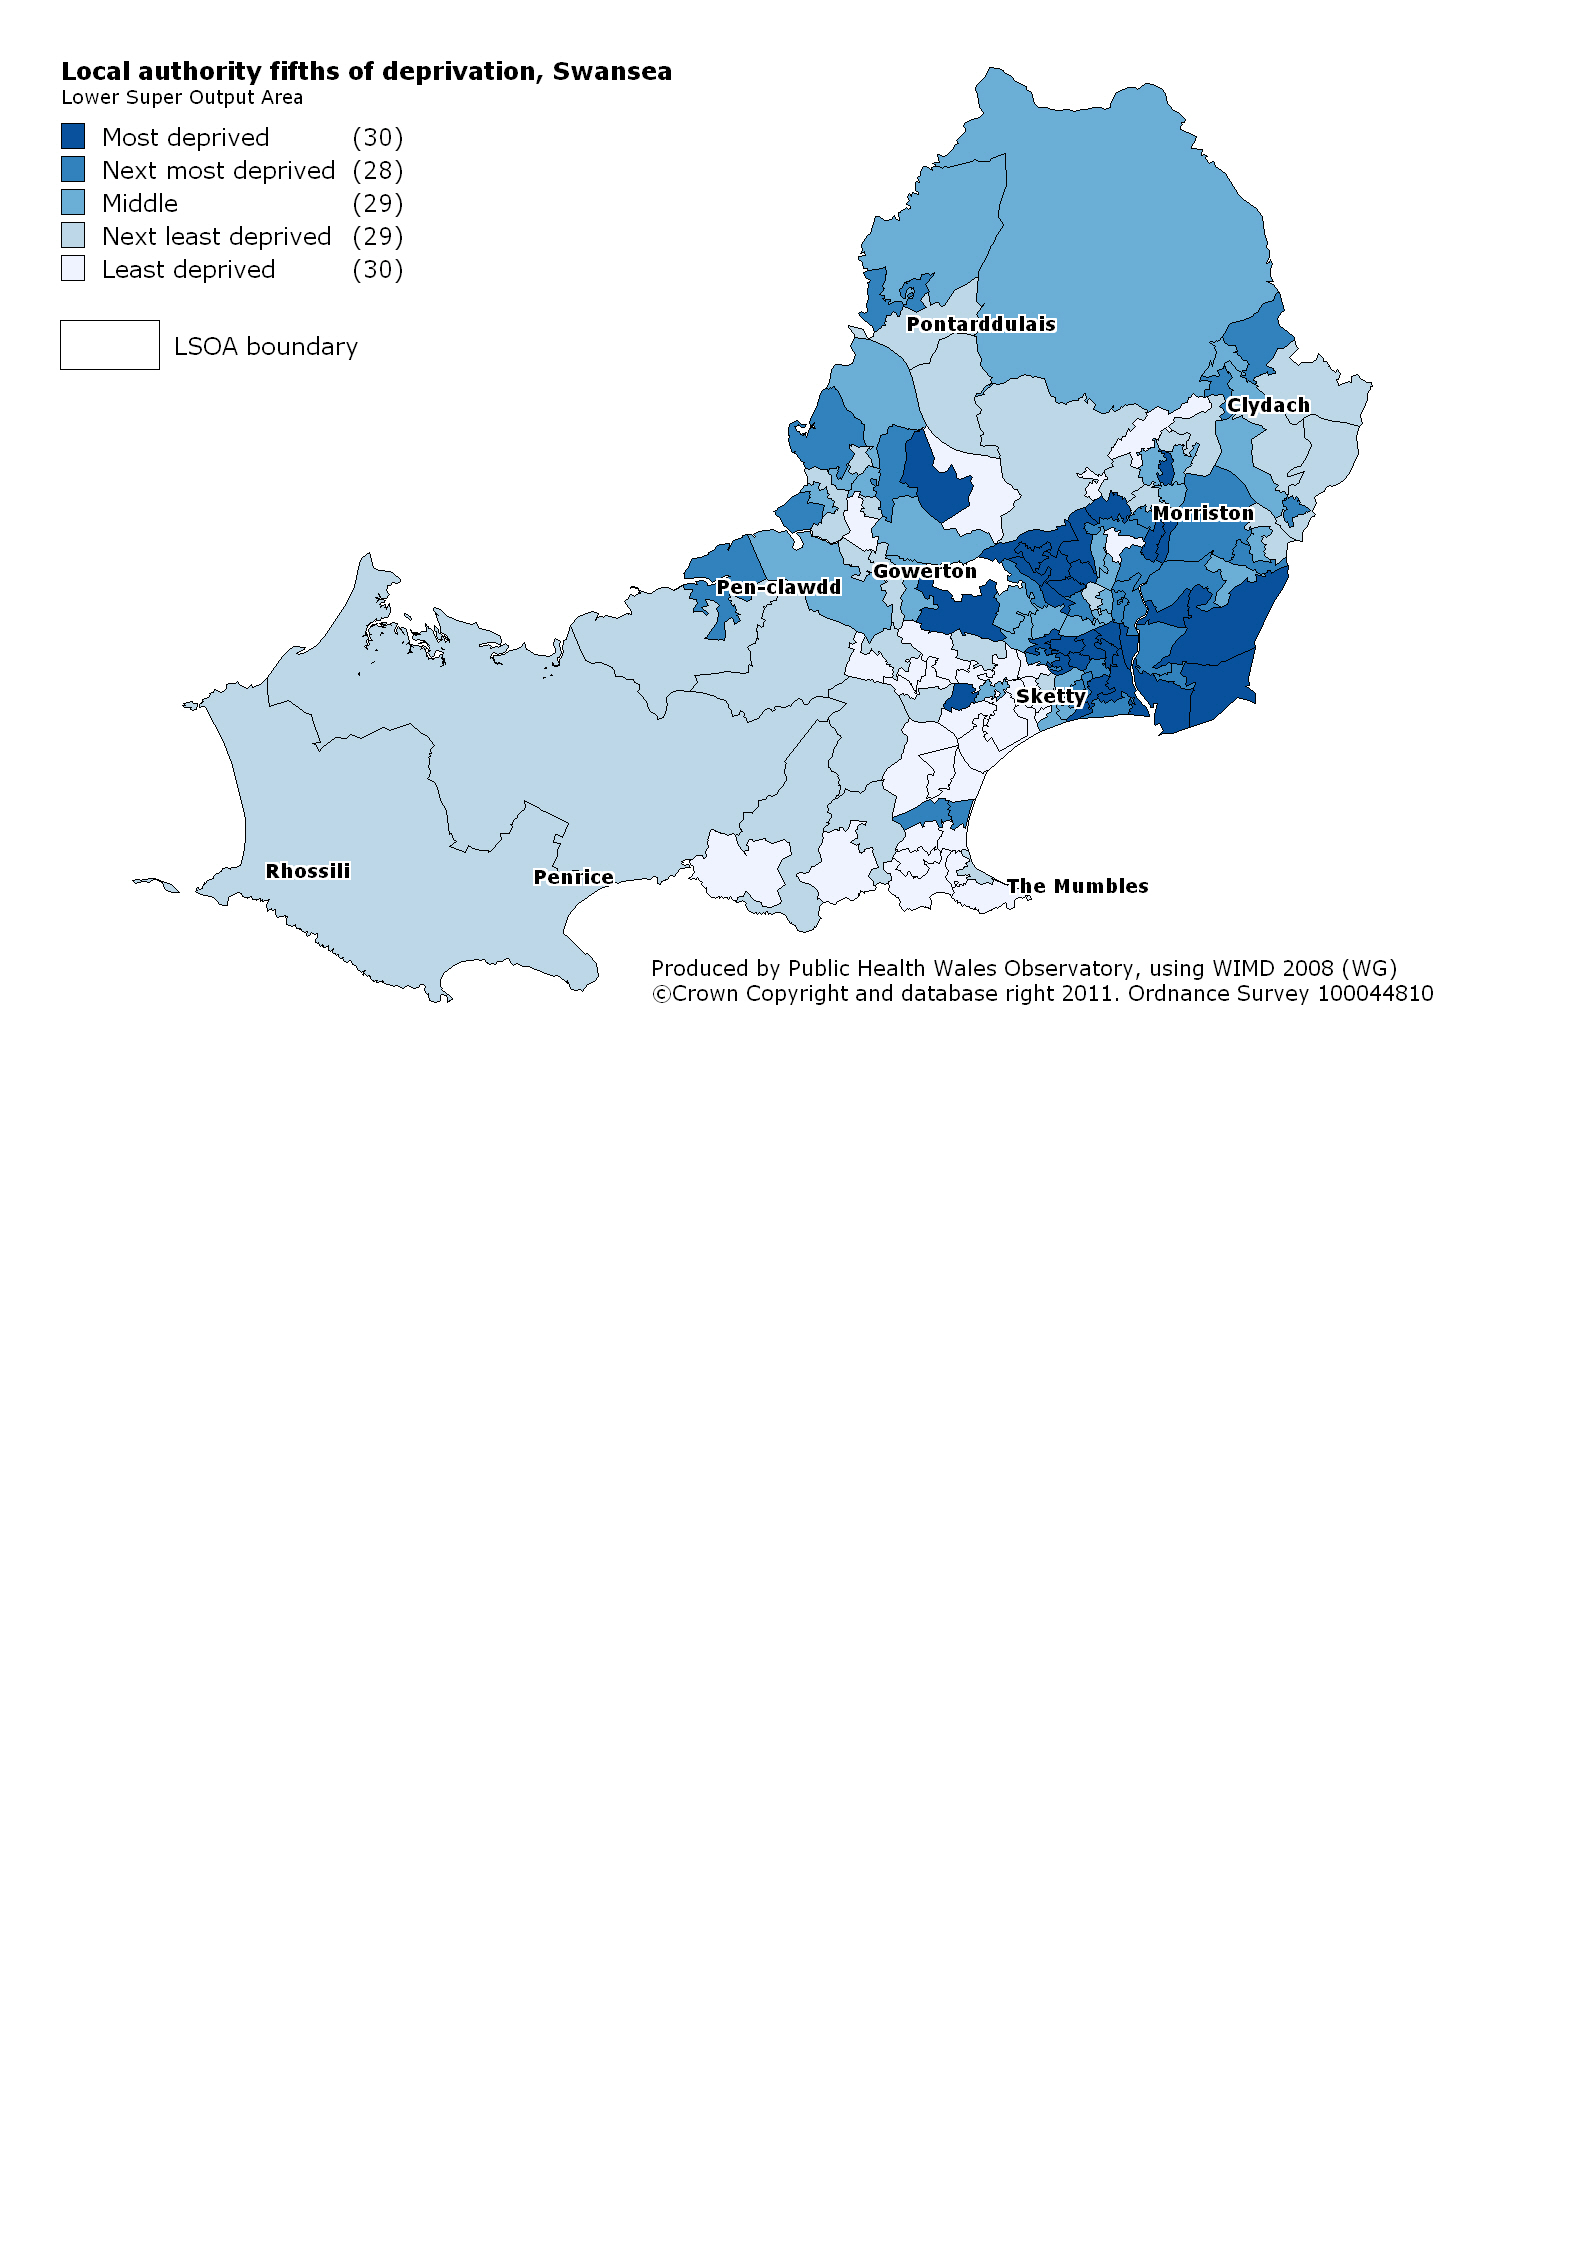 Local authority fifths of deprivation, Swansea
Lower Super Output Area
Most deprived (30)
Next most deprived (28)
Middle (29)
Next least deprived (29)
Least deprived (30)
LSOA boundary
Pontarddulais
Clydach
Morriston
Gowerton
Pen-clawdd
Sketty
Rhossili
Penrice
The Mumbles
Produced by Public Health Wales Observatory, using WIMD 2008 (WG)
©Crown Copyright and database right 2011. Ordnance Survey 100044810